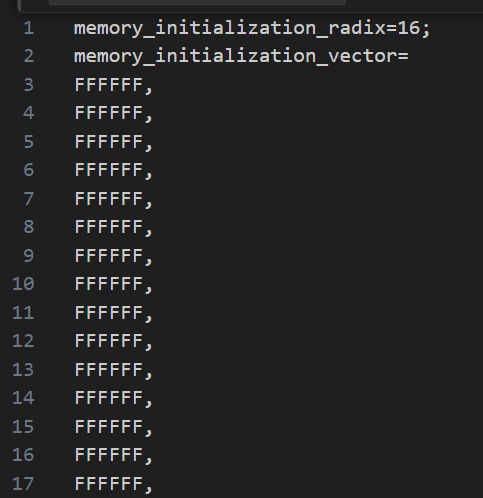 1 memory_initialization_radix=16;
2 memory_initialization_vector=
3 FFFFFF,
4 FFFFFF,
5 FFFFFF,
6 FFFFFF,
7 FFFFFF,
8 FFFFFF,
9 FFFFFF,
10 FFFFFF,
11 FFFFFF,
12 FFFFFF,
13 FFFFFF,
14 FFFFFF,
15 FFFFFF,
16 FFFFFF,
17 FFFFFF,